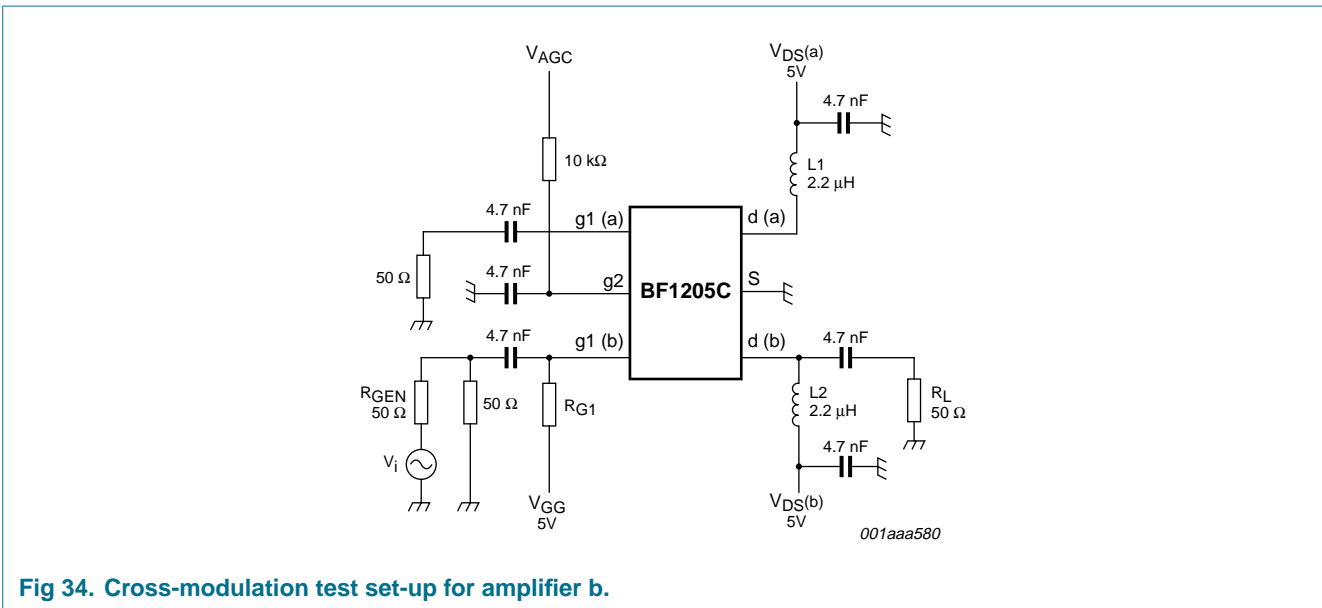 V_AGC
V_DS(a)
5V
4.7 nF
10 kΩ
L1
2.2 μH
4.7 nF
g1 (a)
d (a)
50 Ω
4.7 nF
g2
BF1205C
S
4.7 nF
g1 (b)
d (b)
4.7 nF
R_GEN
50 Ω
50 Ω
R_G1
L2
2.2 μH
R_L
50 Ω
4.7 nF
V_i
V_GG
5V
V_DS(b)
5V
001aaa580
Fig 34. Cross-modulation test set-up for amplifier b.